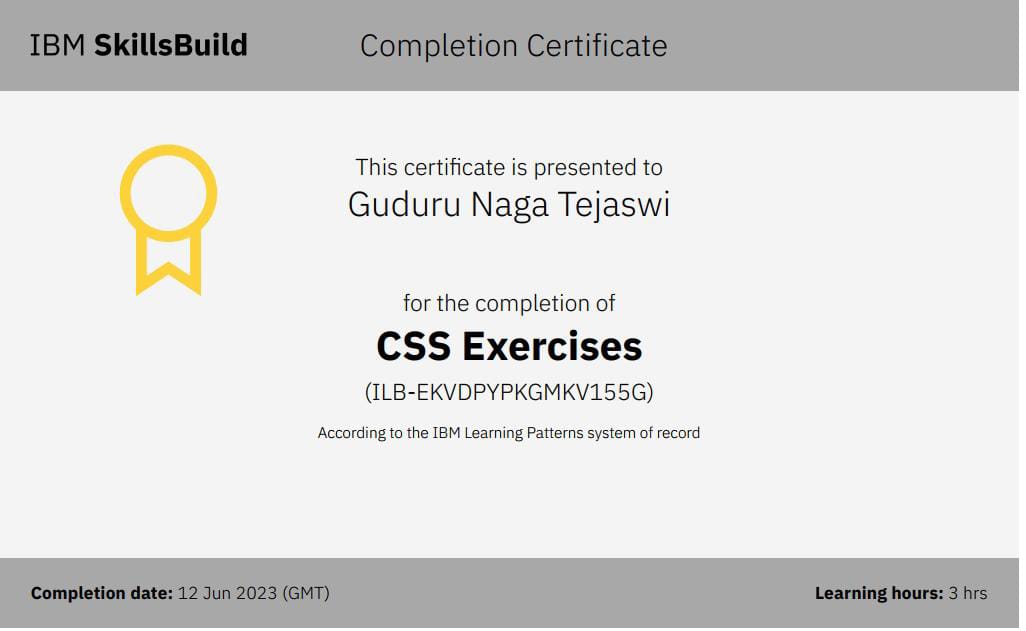 IBM SkillsBuild
Completion Certificate
This certificate is presented to
Guduru Naga Tejaswi
for the completion of
CSS Exercises
(ILB-EKVDPYPKGMKV155G)
According to the IBM Learning Patterns system of record
Completion date: 12 Jun 2023 (GMT)
Learning hours: 3 hrs